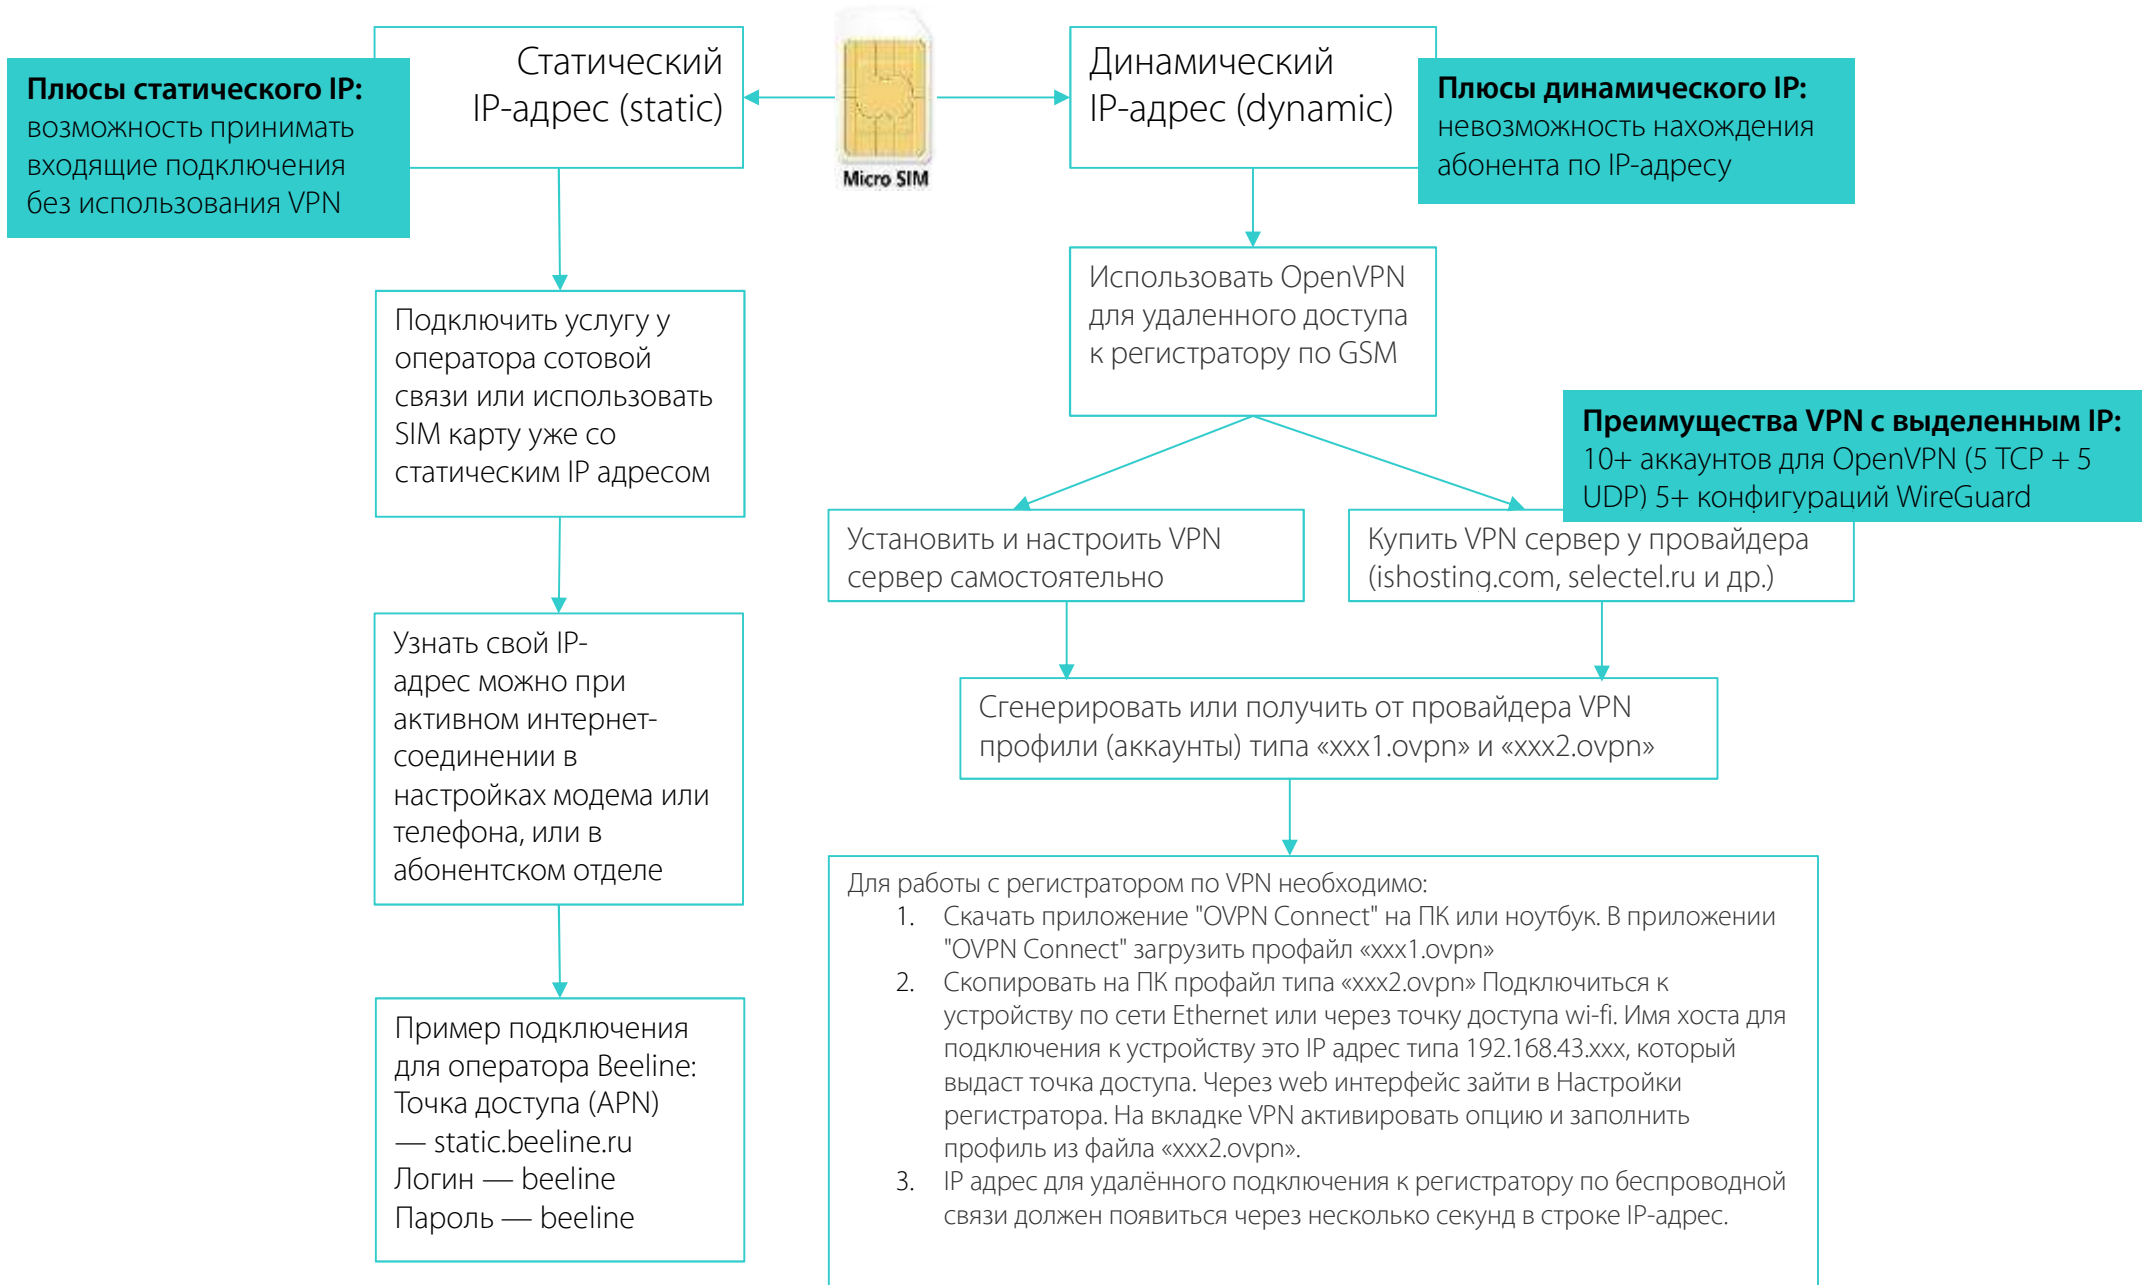 Статический
IP-адрес (static)
Плюсы статического IP:
возможность принимать
входящие подключения
без использования VPN
Micro SIM
Динамический
IP-адрес (dynamic)
Плюсы динамического IP:
невозможность нахождения
абонента по IP-адресу
Подключить услугу у
оператора сотовой
связи или использовать
SIM карту уже со
статическим IP адресом
Узнать свой IP-
адрес можно при
активном интернет-
соединении в
настройках модема или
телефона, или в
абонентском отделе
Пример подключения
для оператора Beeline:
Точка доступа (APN)
— static.beeline.ru
Логин — beeline
Пароль — beeline
Использовать OpenVPN
для удаленного доступа
к регистратору по GSM
Преимущества VPN с выделенным IP:
10+ аккаунтов для OpenVPN (5 TCP + 5
UDP) 5+ конфигураций WireGuard
Установить и настроить VPN
сервер самостоятельно
Купить VPN сервер у провайдера
(ishosting.com, selectel.ru и др.)
Сгенерировать или получить от провайдера VPN
профили (аккаунты) типа «xxx1.ovpn» и «xxx2.ovpn»
Для работы с регистратором по VPN необходимо:
1. Скачать приложение "OVPN Connect" на ПК или ноутбук. В приложении
"OVPN Connect" загрузить профайл «xxx1.ovpn»
2. Скопировать на ПК профайл типа «xxx2.ovpn» Подключиться к
устройству по сети Ethernet или через точку доступа wi-fi. Имя хоста для
подключения к устройству это IP адрес типа 192.168.43.xxx, который
выдаст точка доступа. Через web интерфейс зайти в Настройки
регистратора. На вкладке VPN активировать опцию и заполнить
профиль из файла «xxx2.ovpn».
3. IP адрес для удалённого подключения к регистратору по беспроводной
связи должен появиться через несколько секунд в строке IP-адрес.